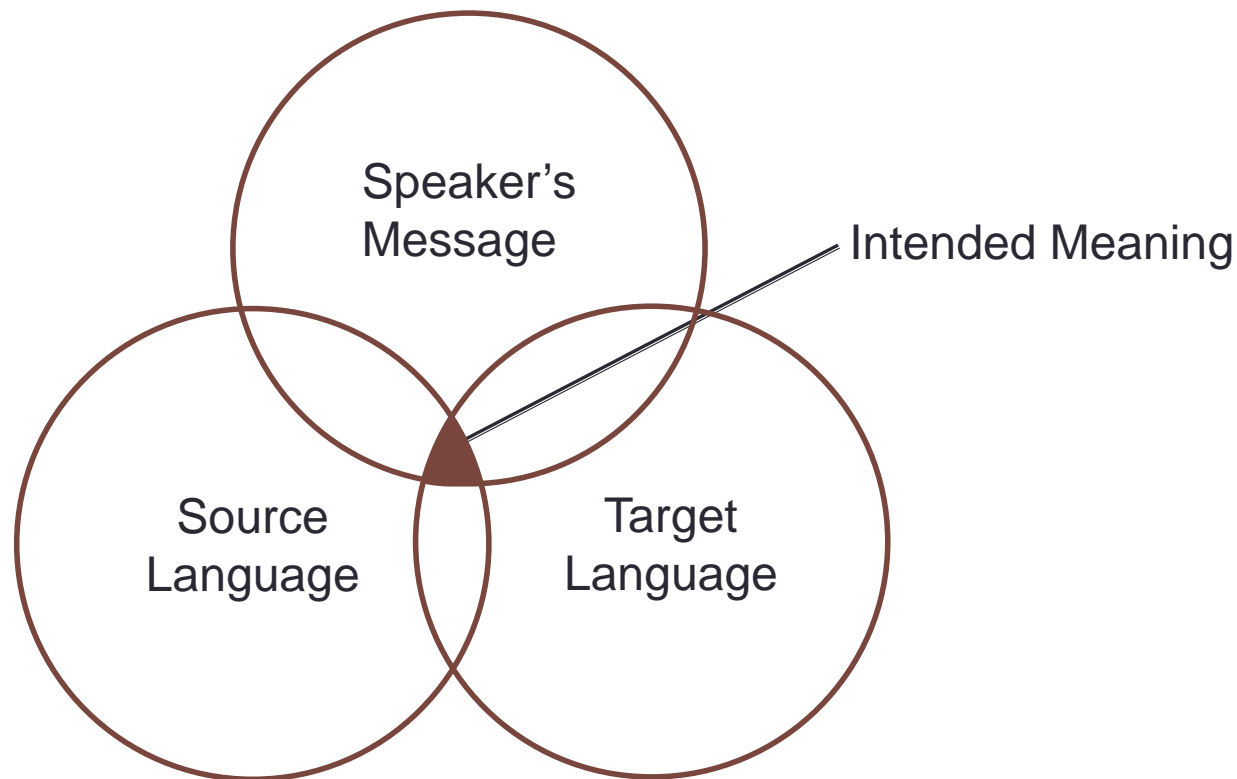 Speaker’s
Message
Intended Meaning
Source
Language
Target
Language